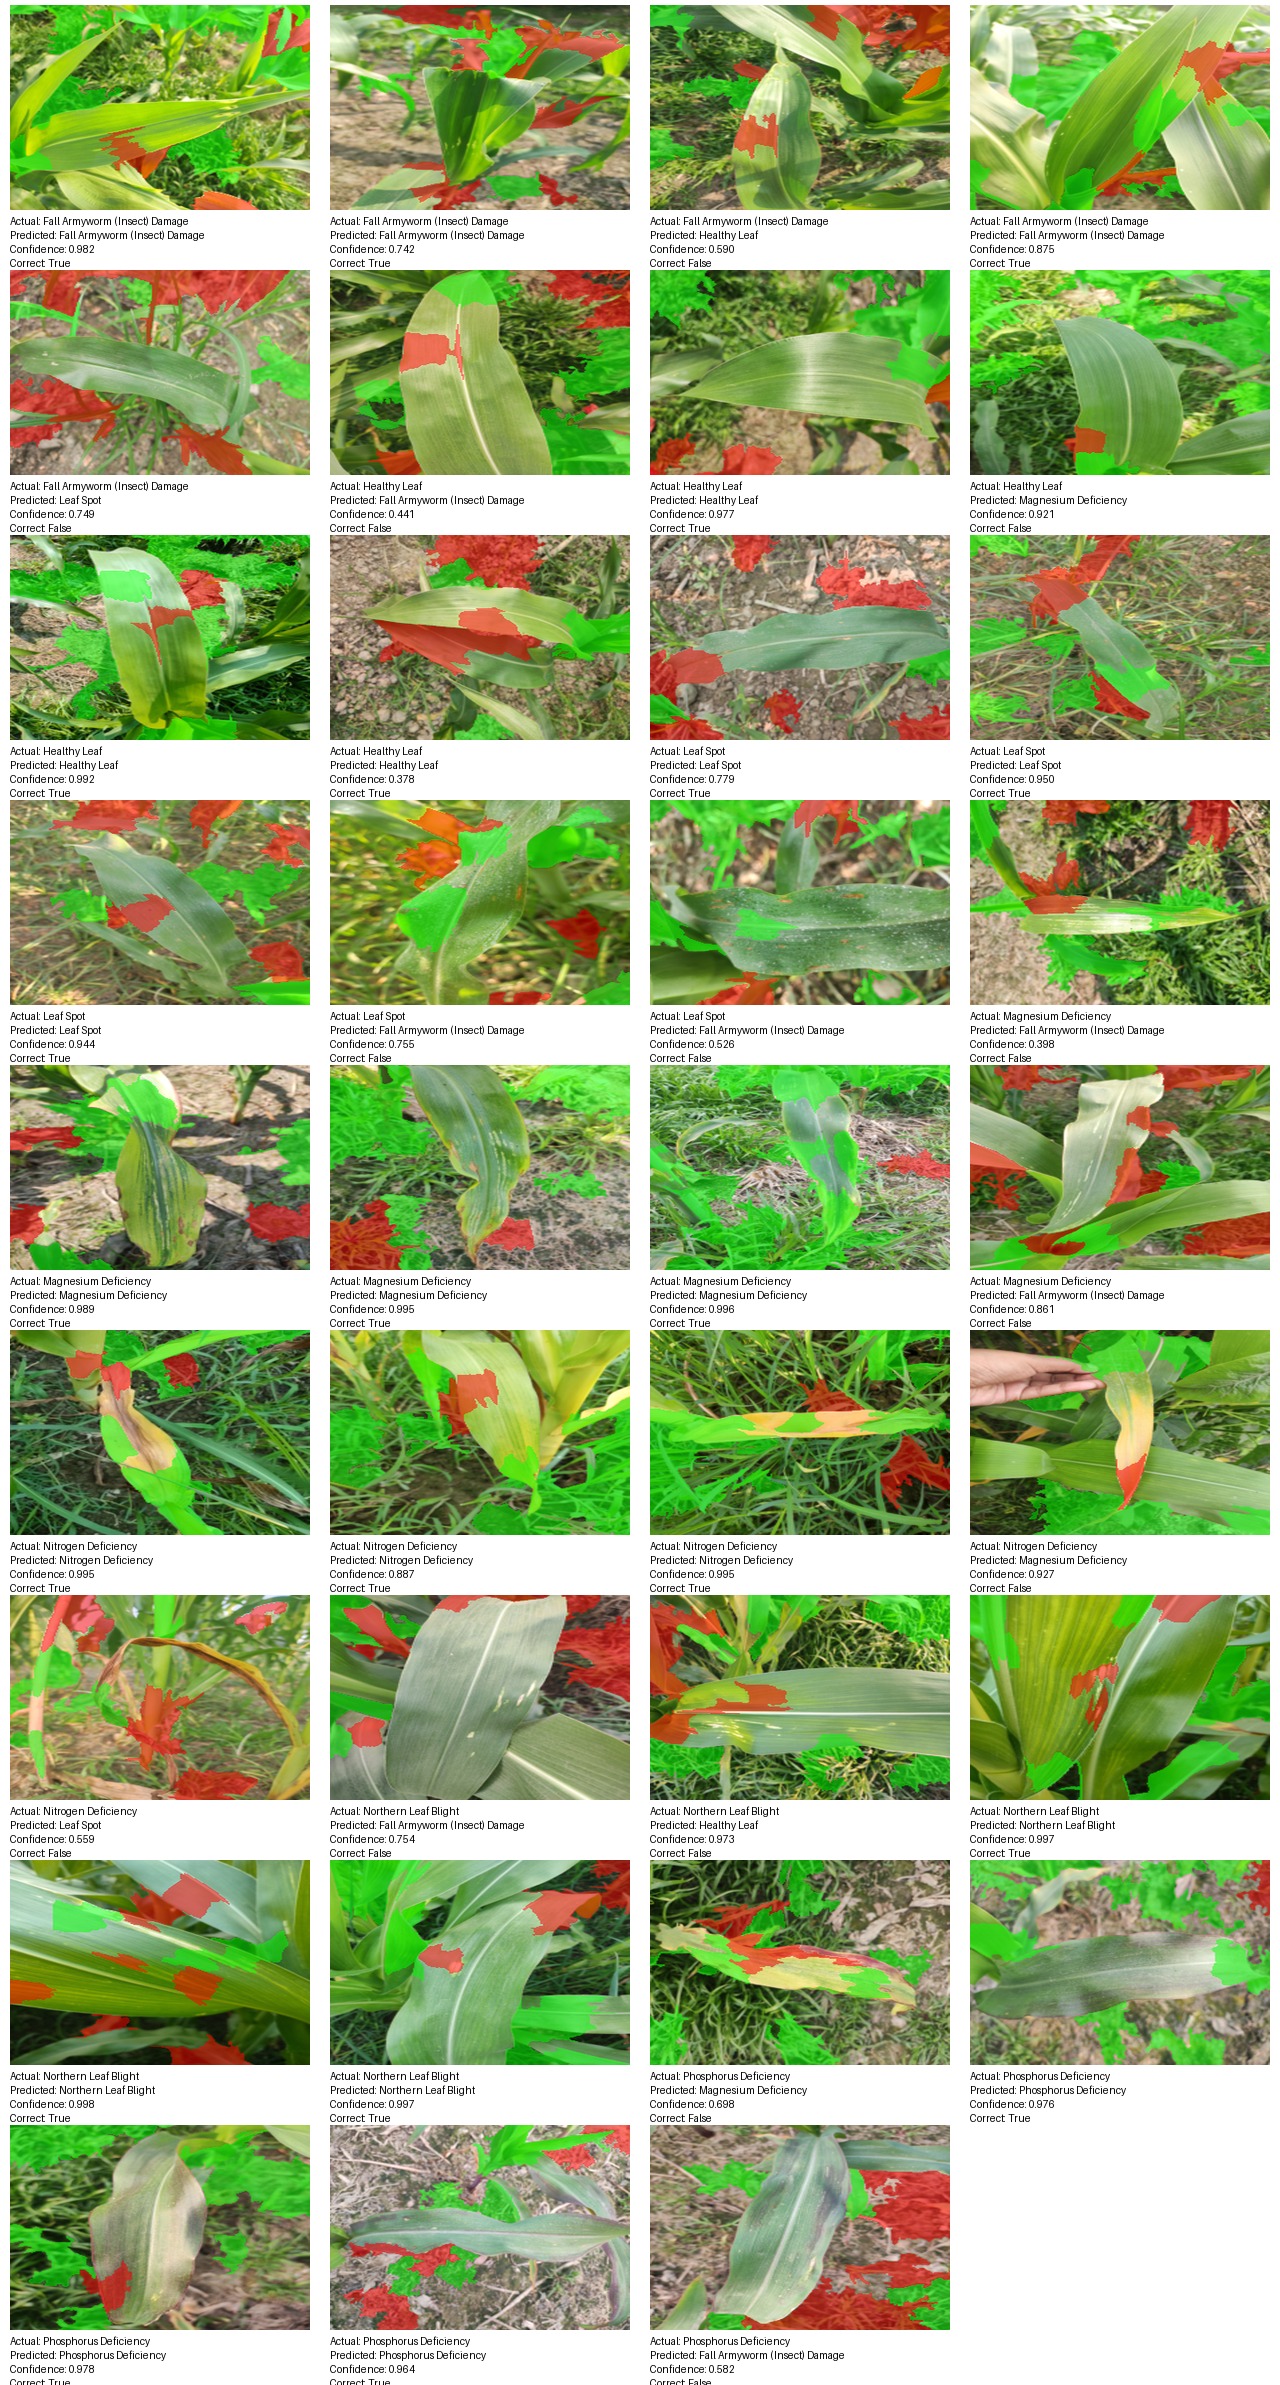 Actual: Fall Armyworm (Insect) Damage
Predicted: Fall Armyworm (Insect) Damage
Confidence: 0.982
Correct: True
Actual: Fall Armyworm (Insect) Damage
Predicted: Fall Armyworm (Insect) Damage
Confidence: 0.742
Correct: True
Actual: Fall Armyworm (Insect) Damage
Predicted: Healthy Leaf
Confidence: 0.590
Correct: False
Actual: Fall Armyworm (Insect) Damage
Predicted: Fall Armyworm (Insect) Damage
Confidence: 0.875
Correct: True
Actual: Fall Armyworm (Insect) Damage
Predicted: Leaf Spot
Confidence: 0.749
Correct: False
Actual: Healthy Leaf
Predicted: Fall Armyworm (Insect) Damage
Confidence: 0.441
Correct: False
Actual: Healthy Leaf
Predicted: Healthy Leaf
Confidence: 0.977
Correct: True
Actual: Healthy Leaf
Predicted: Magnesium Deficiency
Confidence: 0.921
Correct: False
Actual: Healthy Leaf
Predicted: Healthy Leaf
Confidence: 0.992
Correct: True
Actual: Healthy Leaf
Predicted: Healthy Leaf
Confidence: 0.378
Correct: True
Actual: Leaf Spot
Predicted: Leaf Spot
Confidence: 0.779
Correct: True
Actual: Leaf Spot
Predicted: Leaf Spot
Confidence: 0.950
Correct: True
Actual: Leaf Spot
Predicted: Leaf Spot
Confidence: 0.944
Correct: True
Actual: Leaf Spot
Predicted: Fall Armyworm (Insect) Damage
Confidence: 0.755
Correct: False
Actual: Leaf Spot
Predicted: Fall Armyworm (Insect) Damage
Confidence: 0.526
Correct: False
Actual: Magnesium Deficiency
Predicted: Fall Armyworm (Insect) Damage
Confidence: 0.398
Correct: False
Actual: Magnesium Deficiency
Predicted: Magnesium Deficiency
Confidence: 0.989
Correct: True
Actual: Magnesium Deficiency
Predicted: Magnesium Deficiency
Confidence: 0.995
Correct: True
Actual: Magnesium Deficiency
Predicted: Magnesium Deficiency
Confidence: 0.996
Correct: True
Actual: Magnesium Deficiency
Predicted: Fall Armyworm (Insect) Damage
Confidence: 0.861
Correct: False
Actual: Nitrogen Deficiency
Predicted: Nitrogen Deficiency
Confidence: 0.995
Correct: True
Actual: Nitrogen Deficiency
Predicted: Nitrogen Deficiency
Confidence: 0.887
Correct: True
Actual: Nitrogen Deficiency
Predicted: Nitrogen Deficiency
Confidence: 0.995
Correct: True
Actual: Nitrogen Deficiency
Predicted: Magnesium Deficiency
Confidence: 0.927
Correct: False
Actual: Nitrogen Deficiency
Predicted: Leaf Spot
Confidence: 0.559
Correct: False
Actual: Northern Leaf Blight
Predicted: Fall Armyworm (Insect) Damage
Confidence: 0.754
Correct: False
Actual: Northern Leaf Blight
Predicted: Healthy Leaf
Confidence: 0.973
Correct: False
Actual: Northern Leaf Blight
Predicted: Northern Leaf Blight
Confidence: 0.997
Correct: True
Actual: Northern Leaf Blight
Predicted: Northern Leaf Blight
Confidence: 0.998
Correct: True
Actual: Northern Leaf Blight
Predicted: Northern Leaf Blight
Confidence: 0.997
Correct: True
Actual: Phosphorus Deficiency
Predicted: Magnesium Deficiency
Confidence: 0.698
Correct: False
Actual: Phosphorus Deficiency
Predicted: Phosphorus Deficiency
Confidence: 0.976
Correct: True
Actual: Phosphorus Deficiency
Predicted: Phosphorus Deficiency
Confidence: 0.978
Correct: True
Actual: Phosphorus Deficiency
Predicted: Phosphorus Deficiency
Confidence: 0.964
Correct: True
Actual: Phosphorus Deficiency
Predicted: Fall Armyworm (Insect) Damage
Confidence: 0.582
Correct: False